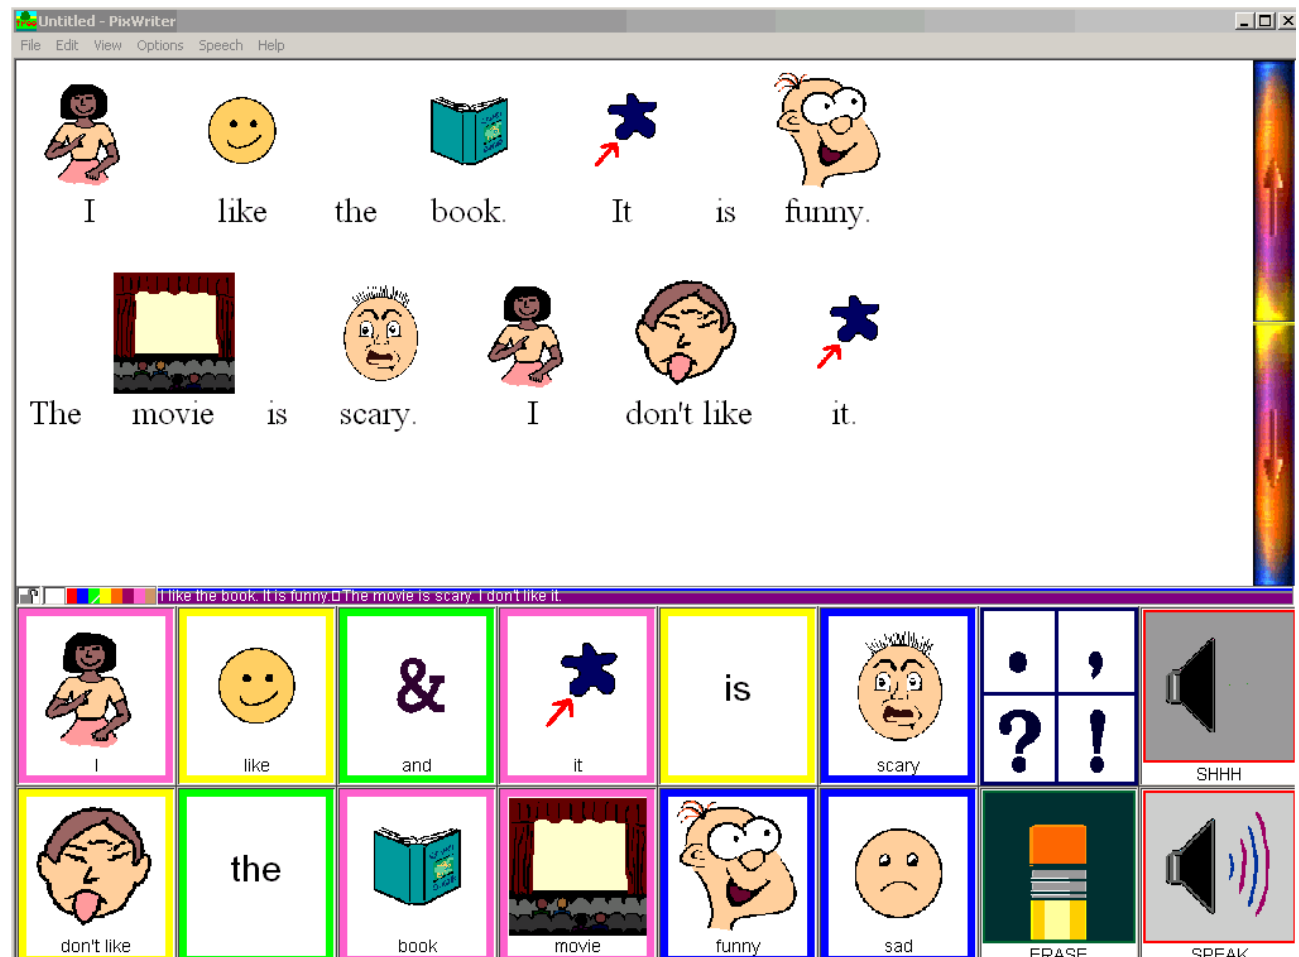 Untitled - PixWriter
File Edit View Options Speech Help
I like the book. It is funny.
The movie is scary. I don't like it.
I like the book. It is funny.□The movie is scary. I don't like it.
I like & and it is scary . , ? ! SHHH
don't like the book movie funny sad ERASE SPEAK